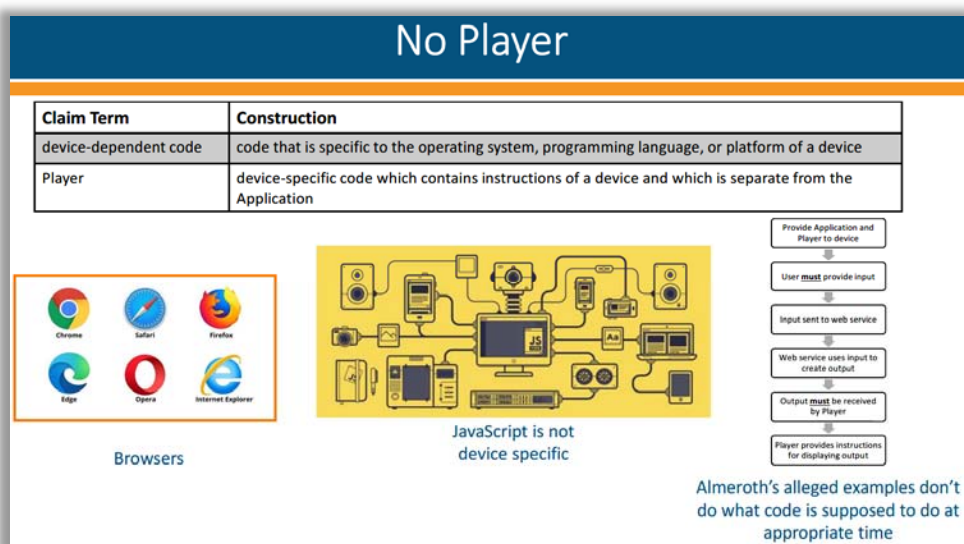 No Player
Claim Term
Construction
device-dependent code
code that is specific to the operating system, programming language, or platform of a device
Player
device-specific code which contains instructions of a device and which is separate from the
Application
Chrome
Safari
Firefox
Edge
Opera
Internet Explorer
Browsers
JS
Aa
JavaScript is not
device specific
Provide Application and
Player to device
User must provide input
Input sent to web service
Web service uses input to
create output
Output must be received
by Player
Player provides instructions
for displaying output
Almeroth's alleged examples don't
do what code is supposed to do at
appropriate time